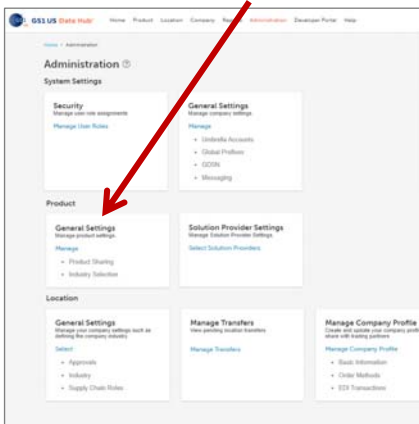 GS1 US Data Hub Home Product Location Company Administration Developer Portal Help
Home / Administration
Administration
System Settings
Security
Manage user role assignments
Manage User Roles
General Settings
Manage company settings.
Manage
• Umbrella Accounts
• Global Prefixes
• GDSN
• Messaging
Product
General Settings
Manage product settings.
Manage
• Product Sharing
• Industry Selection
Solution Provider Settings
Manage Solution Provider Settings.
Select Solution Providers
Location
General Settings
Manage your company settings such as
defining the company industry
Select
• Approvals
• Industry
• Supply Chain Roles
Manage Transfers
View pending location transfers
Manage Transfers
Manage Company Profile
Create and update your company
share with trading partners
Manage Company Profile
• Basic Information
• Order Methods
• EDI Transactions